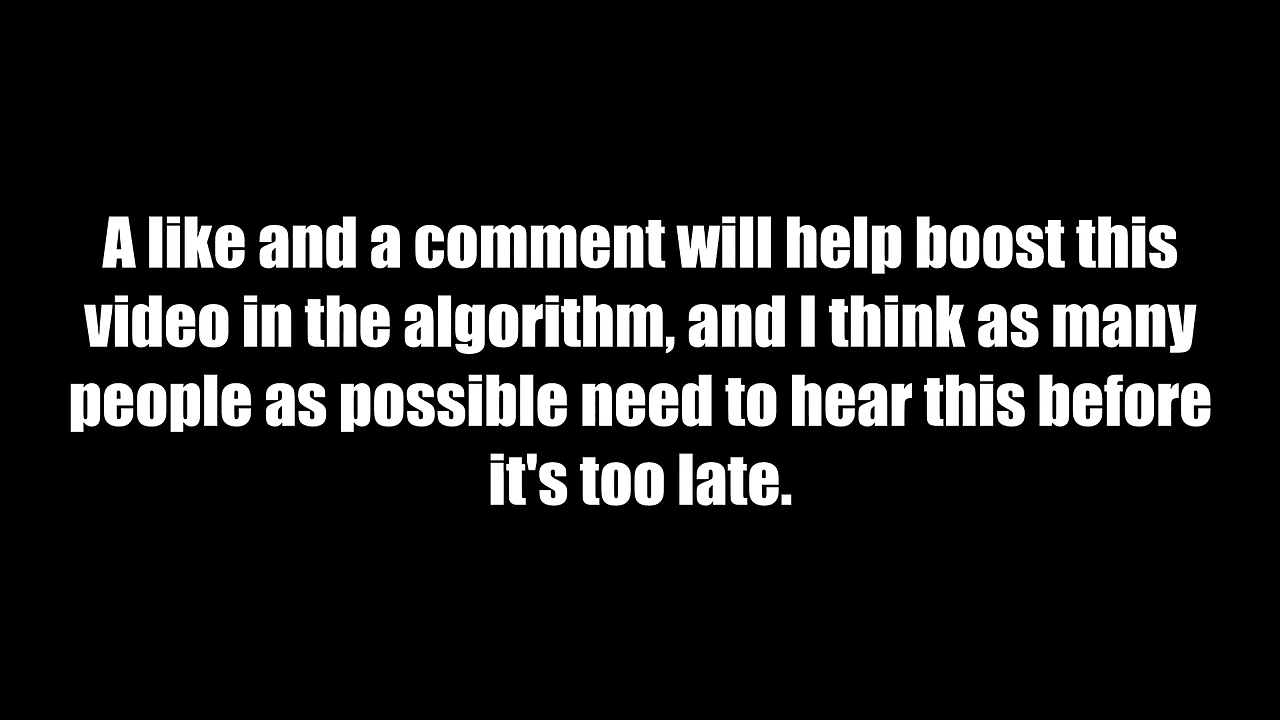 A like and a comment will help boost this
video in the algorithm, and I think as many
people as possible need to hear this before
it's too late.